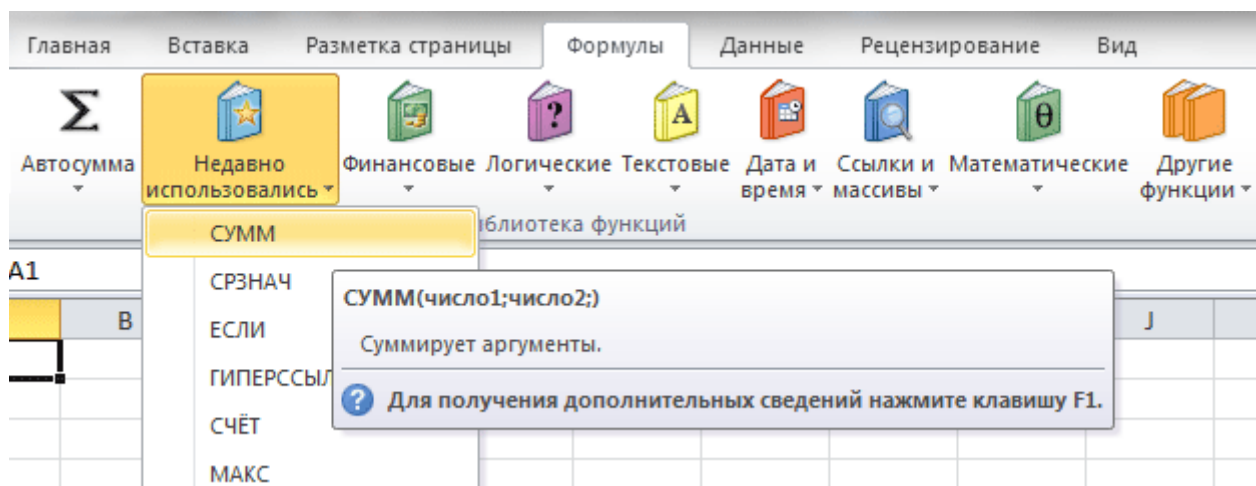 Главная Вставка Разметка страницы Формулы Данные Рецензирование Вид
Σ ? A θ
Автосумма Недавно использовались Финансовые Логические Текстовые Дата и время Ссылки и массивы Математические Другие функции
блиотека функций
СУММ
A1
СРЗНАЧ
СУММ(число1;число2;)
B
J
ЕСЛИ
Суммирует аргументы.
ГИПЕРССЫЛ
? Для получения дополнительных сведений нажмите клавишу F1.
СЧЁТ
МАКС